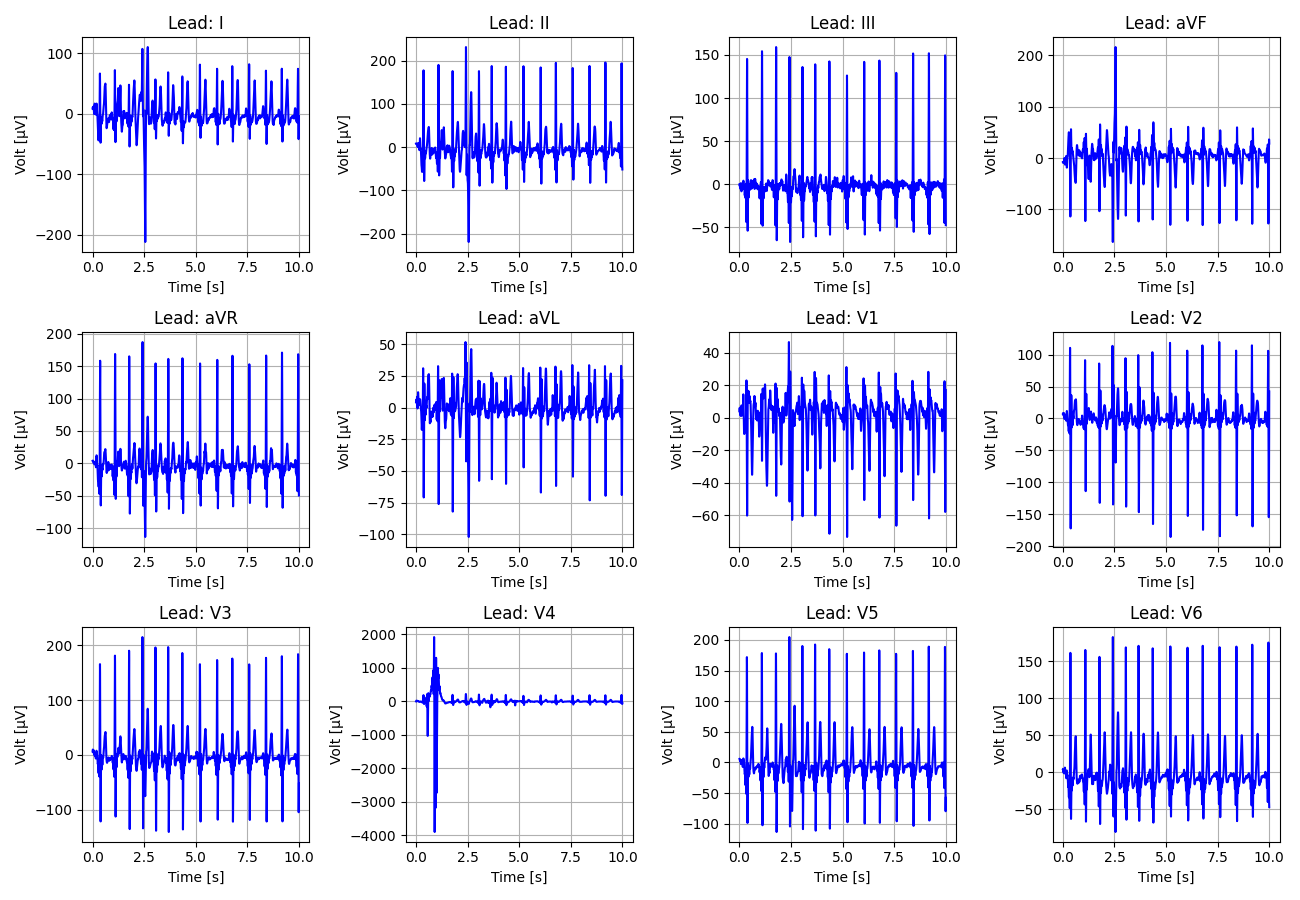 Lead: I
Volt [µV]
100
0
−100
−200
0.0 2.5 5.0 7.5 10.0
Time [s]
Lead: II
Volt [µV]
200
100
0
−100
−200
0.0 2.5 5.0 7.5 10.0
Time [s]
Lead: III
Volt [µV]
150
100
50
0
−50
0.0 2.5 5.0 7.5 10.0
Time [s]
Lead: aVF
Volt [µV]
200
100
0
−100
0.0 2.5 5.0 7.5 10.0
Time [s]
Lead: aVR
Volt [µV]
200
150
100
50
0
−50
−100
0.0 2.5 5.0 7.5 10.0
Time [s]
Lead: aVL
Volt [µV]
50
25
0
−25
−50
−75
−100
0.0 2.5 5.0 7.5 10.0
Time [s]
Lead: V1
Volt [µV]
40
20
0
−20
−40
−60
0.0 2.5 5.0 7.5 10.0
Time [s]
Lead: V2
Volt [µV]
100
50
0
−50
−100
−150
−200
0.0 2.5 5.0 7.5 10.0
Time [s]
Lead: V3
Volt [µV]
200
100
0
−100
0.0 2.5 5.0 7.5 10.0
Time [s]
Lead: V4
Volt [µV]
2000
1000
0
−1000
−2000
−3000
−4000
0.0 2.5 5.0 7.5 10.0
Time [s]
Lead: V5
Volt [µV]
200
150
100
50
0
−50
−100
0.0 2.5 5.0 7.5 10.0
Time [s]
Lead: V6
Volt [µV]
150
100
50
0
−50
0.0 2.5 5.0 7.5 10.0
Time [s]